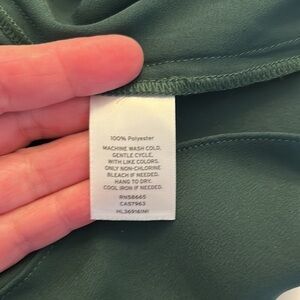 100% Polyester
MACHINE WASH COLD,
GENTLE CYCLE,
WITH LIKE COLORS.
ONLY NON-CHLORINE
BLEACH IF NEEDED.
HANG TO DRY.
COOL IRON IF NEEDED.
RN58665
CA57963
ML36916INI